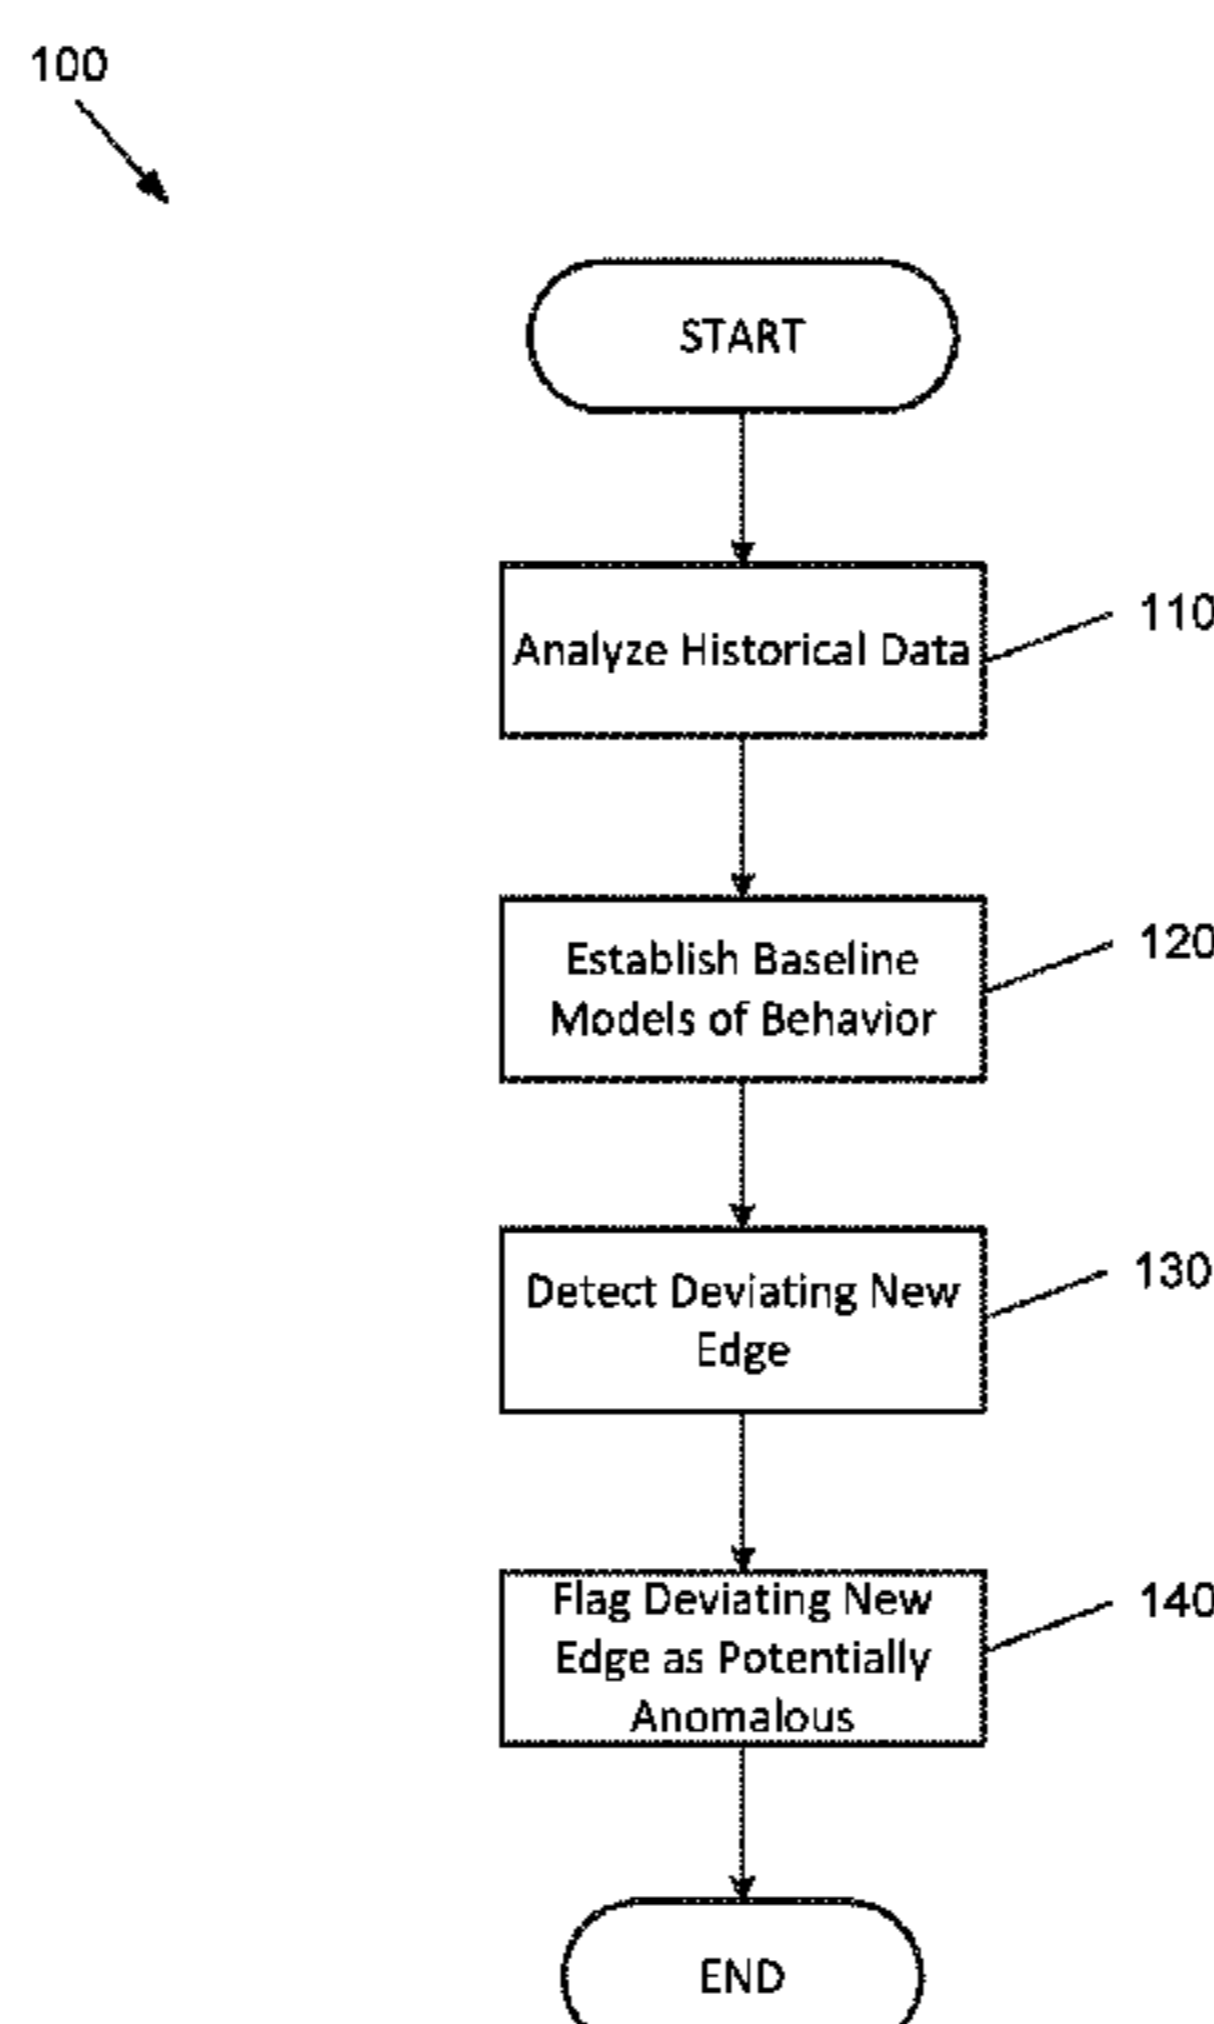 100
START
Analyze Historical Data
110
Establish Baseline
Models of Behavior
120
Detect Deviating New
Edge
130
Flag Deviating New
Edge as Potentially
Anomalous
140
END